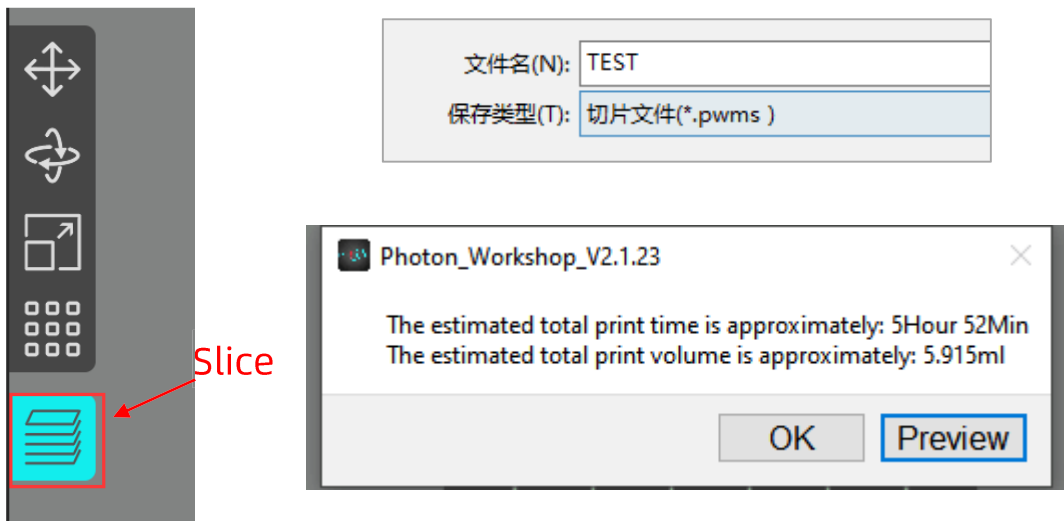 文件名(N): TEST
保存类型(T): 切片文件(*.pwms )
Slice
Photon_Workshop_V2.1.23
The estimated total print time is approximately: 5Hour 52Min
The estimated total print volume is approximately: 5.915ml
OK Preview